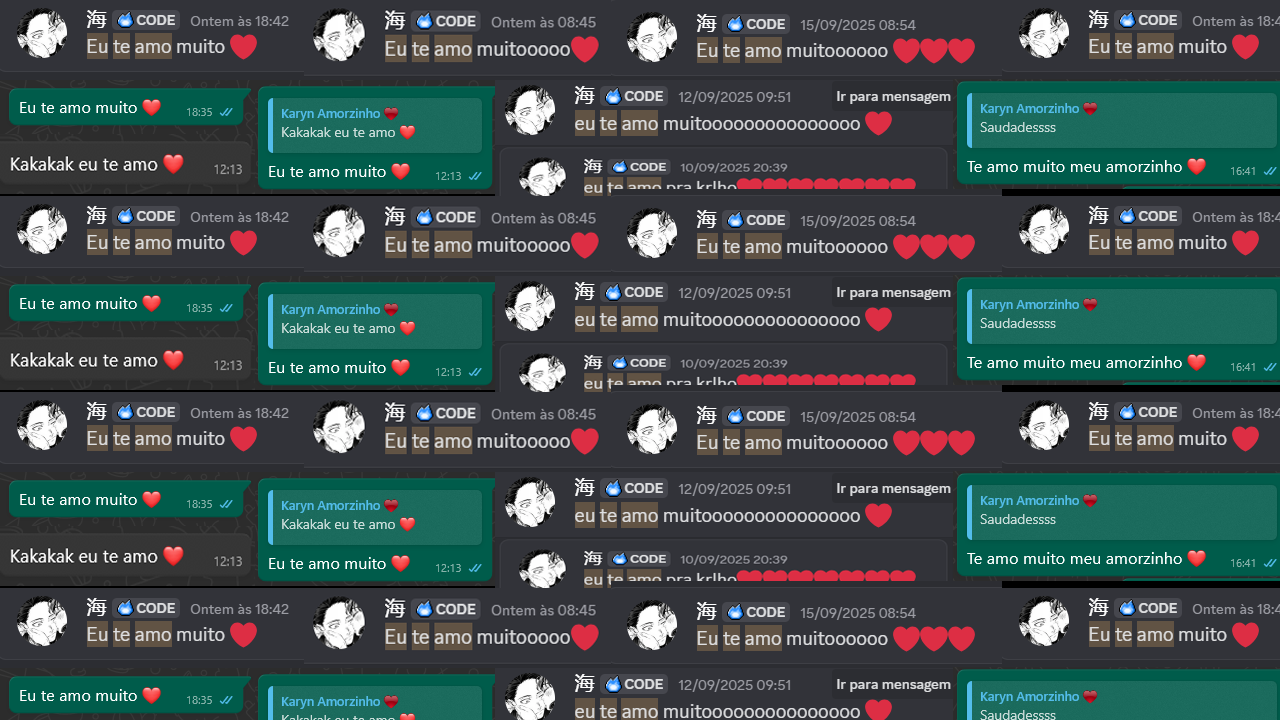 海 CODE Ontem às 18:42
Eu te amo muito ❤️
海 CODE Ontem às 08:45
Eu te amo muitooooo❤️
海 CODE 15/09/2025 08:54
Eu te amo muitoooooo ❤️❤️❤️
海 CODE Ontem às 18:4
Eu te amo muito ❤️
Eu te amo muito ❤️ 18:35
Kakakak eu te amo ❤️ 12:13
Karyn Amorzinho ❤️
Kakakak eu te amo ❤️
Eu te amo muito ❤️ 12:13
海 CODE 12/09/2025 09:51 Ir para mensagem
eu te amo muitooooooooooooooo ❤️
海 CODE 10/09/2025 20:39
eu te amo pra krlho❤️❤️❤️❤️❤️❤️❤️
Karyn Amorzinho ❤️
Saudadessss
Te amo muito meu amorzinho ❤️ 16:41
海 CODE Ontem às 18:42
Eu te amo muito ❤️
海 CODE Ontem às 08:45
Eu te amo muitooooo❤️
海 CODE 15/09/2025 08:54
Eu te amo muitoooooo ❤️❤️❤️
海 CODE Ontem às 18:4
Eu te amo muito ❤️
Eu te amo muito ❤️ 18:35
Kakakak eu te amo ❤️ 12:13
Karyn Amorzinho ❤️
Kakakak eu te amo ❤️
Eu te amo muito ❤️ 12:13
海 CODE 12/09/2025 09:51 Ir para mensagem
eu te amo muitooooooooooooooo ❤️
海 CODE 10/09/2025 20:39
eu te amo pra krlho❤️❤️❤️❤️❤️❤️❤️
Karyn Amorzinho ❤️
Saudadessss
Te amo muito meu amorzinho ❤️ 16:41
海 CODE Ontem às 18:42
Eu te amo muito ❤️
海 CODE Ontem às 08:45
Eu te amo muitooooo❤️
海 CODE 15/09/2025 08:54
Eu te amo muitoooooo ❤️❤️❤️
海 CODE Ontem às 18:4
Eu te amo muito ❤️
Eu te amo muito ❤️ 18:35
Kakakak eu te amo ❤️ 12:13
Karyn Amorzinho ❤️
Kakakak eu te amo ❤️
Eu te amo muito ❤️ 12:13
海 CODE 12/09/2025 09:51 Ir para mensagem
eu te amo muitooooooooooooooo ❤️
海 CODE 10/09/2025 20:39
eu te amo pra krlho❤️❤️❤️❤️❤️❤️❤️
Karyn Amorzinho ❤️
Saudadessss
Te amo muito meu amorzinho ❤️ 16:41
海 CODE Ontem às 18:42
Eu te amo muito ❤️
海 CODE Ontem às 08:45
Eu te amo muitooooo❤️
海 CODE 15/09/2025 08:54
Eu te amo muitoooooo ❤️❤️❤️
海 CODE Ontem às 18:4
Eu te amo muito ❤️
Eu te amo muito ❤️ 18:35
Karyn Amorzinho ❤️
Kakakak eu te amo ❤️
海 CODE 12/09/2025 09:51 Ir para mensagem
eu te amo muitooooooooooooooo ❤️
Karyn Amorzinho ❤️
Saudadessss